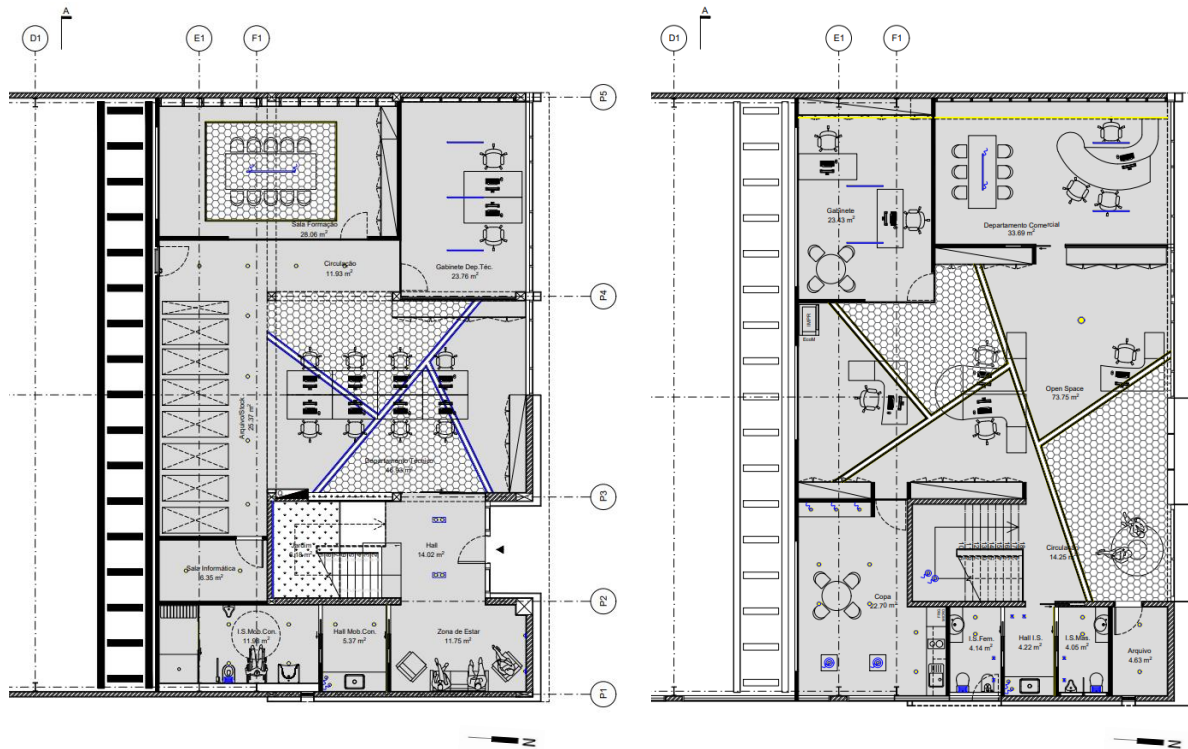 A
D1
E1
F1
P5
Sala Formação
28.06 m²
Circulação
11.93 m²
Gabinete Dep.Téc.
23.76 m²
P4
Arquivo/Stock
25.37 m²
Departamento Técnico
P3
Hall
14.02 m²
Sala Informática
6.35 m²
P2
I.S.Mob.Con.
Hall Mob.Con.
5.37 m²
Zona de Estar
11.75 m²
P1
N
A
D1
E1
F1
Gabinete
23.43 m²
Departamento Comercial
33.69 m²
IMPR
EcoM
Open Space
73.75 m²
Circulação
14.25 m²
Copa
22.70 m²
I.S.Fem.
4.14 m²
Hall I.S.
4.22 m²
I.S.Mas.
4.05 m²
Arquivo
4.63 m²
N